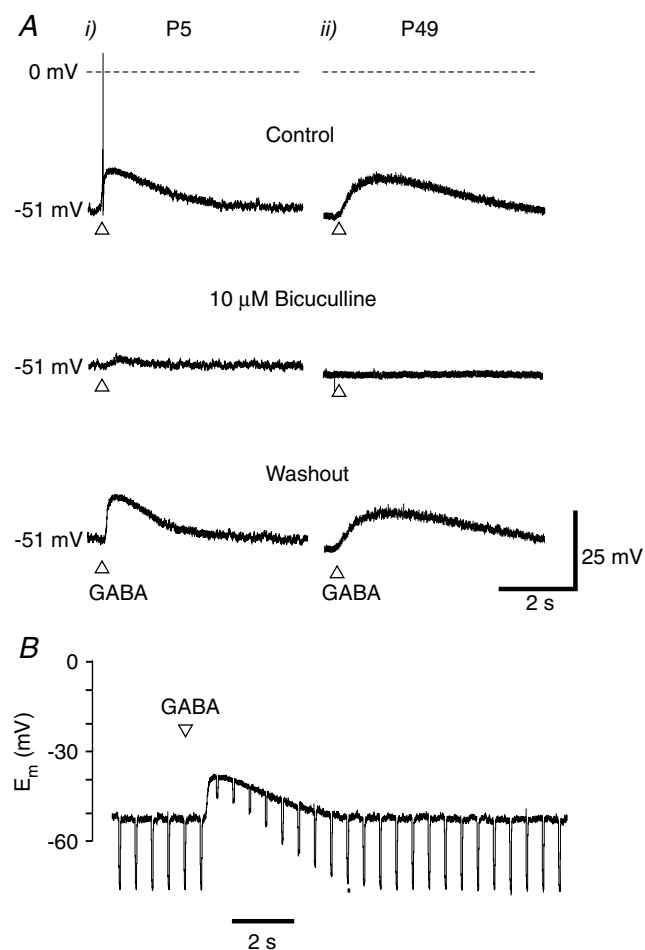 A i) P5 ii) P49
0 mV
Control
-51 mV
10 μM Bicuculline
-51 mV
Washout
-51 mV
25 mV
GABA GABA
2 s
B
0
GABA
-30
-60
Em (mV)
2 s